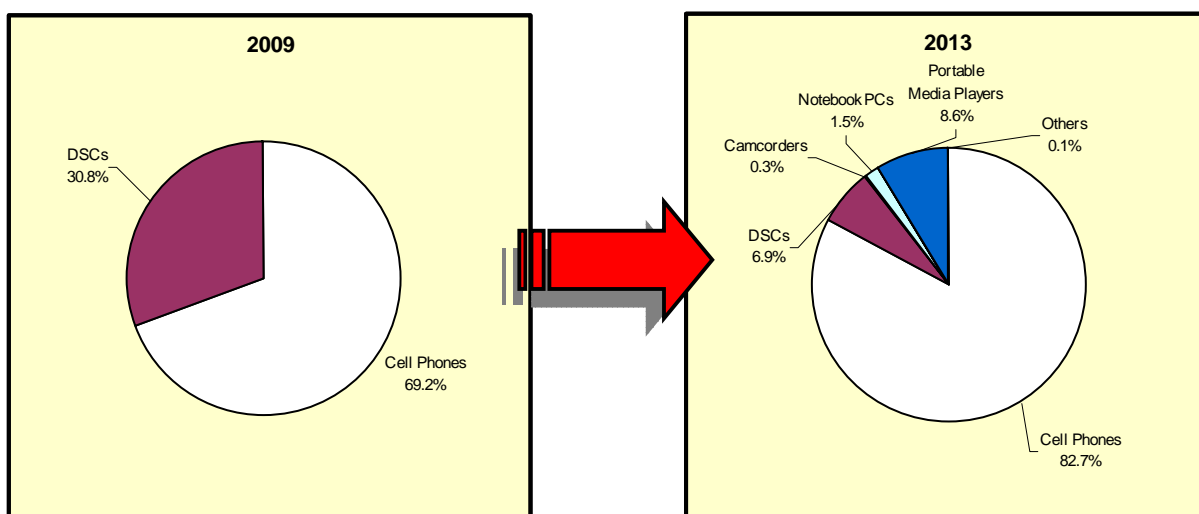 2009
DSCs
30.8%
Cell Phones
69.2%
2013
Portable
Media Players
8.6%
Notebook PCs
1.5%
Others
0.1%
Camcorders
0.3%
DSCs
6.9%
Cell Phones
82.7%